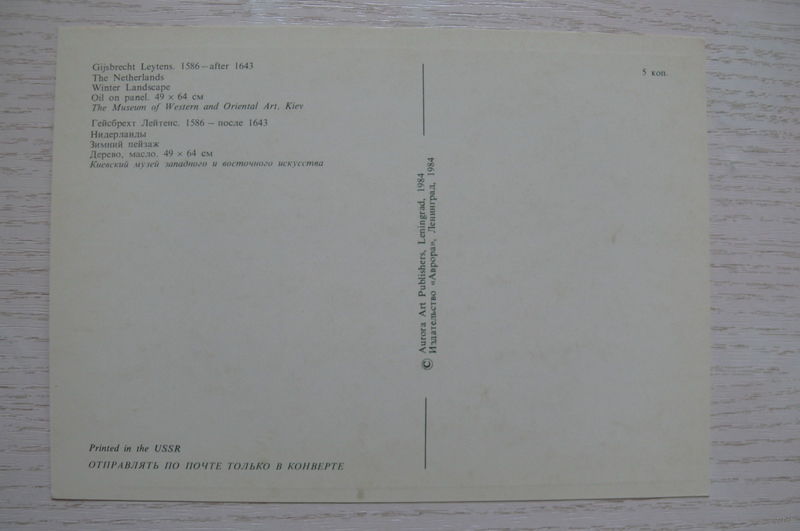 Gijsbrecht Leytens. 1586 – after 1643
The Netherlands
Winter Landscape
Oil on panel. 49 × 64 см
The Museum of Western and Oriental Art, Kiev
Гейсбрехт Лейтенс. 1586 – после 1643
Нидерланды
Зимний пейзаж
Дерево, масло. 49 × 64 см
Киевский музей западного и восточного искусства
Printed in the USSR
ОТПРАВЛЯТЬ ПО ПОЧТЕ ТОЛЬКО В КОНВЕРТЕ
© Aurora Art Publishers, Leningrad, 1984
Издательство «Аврора», Ленинград, 1984
5 коп.